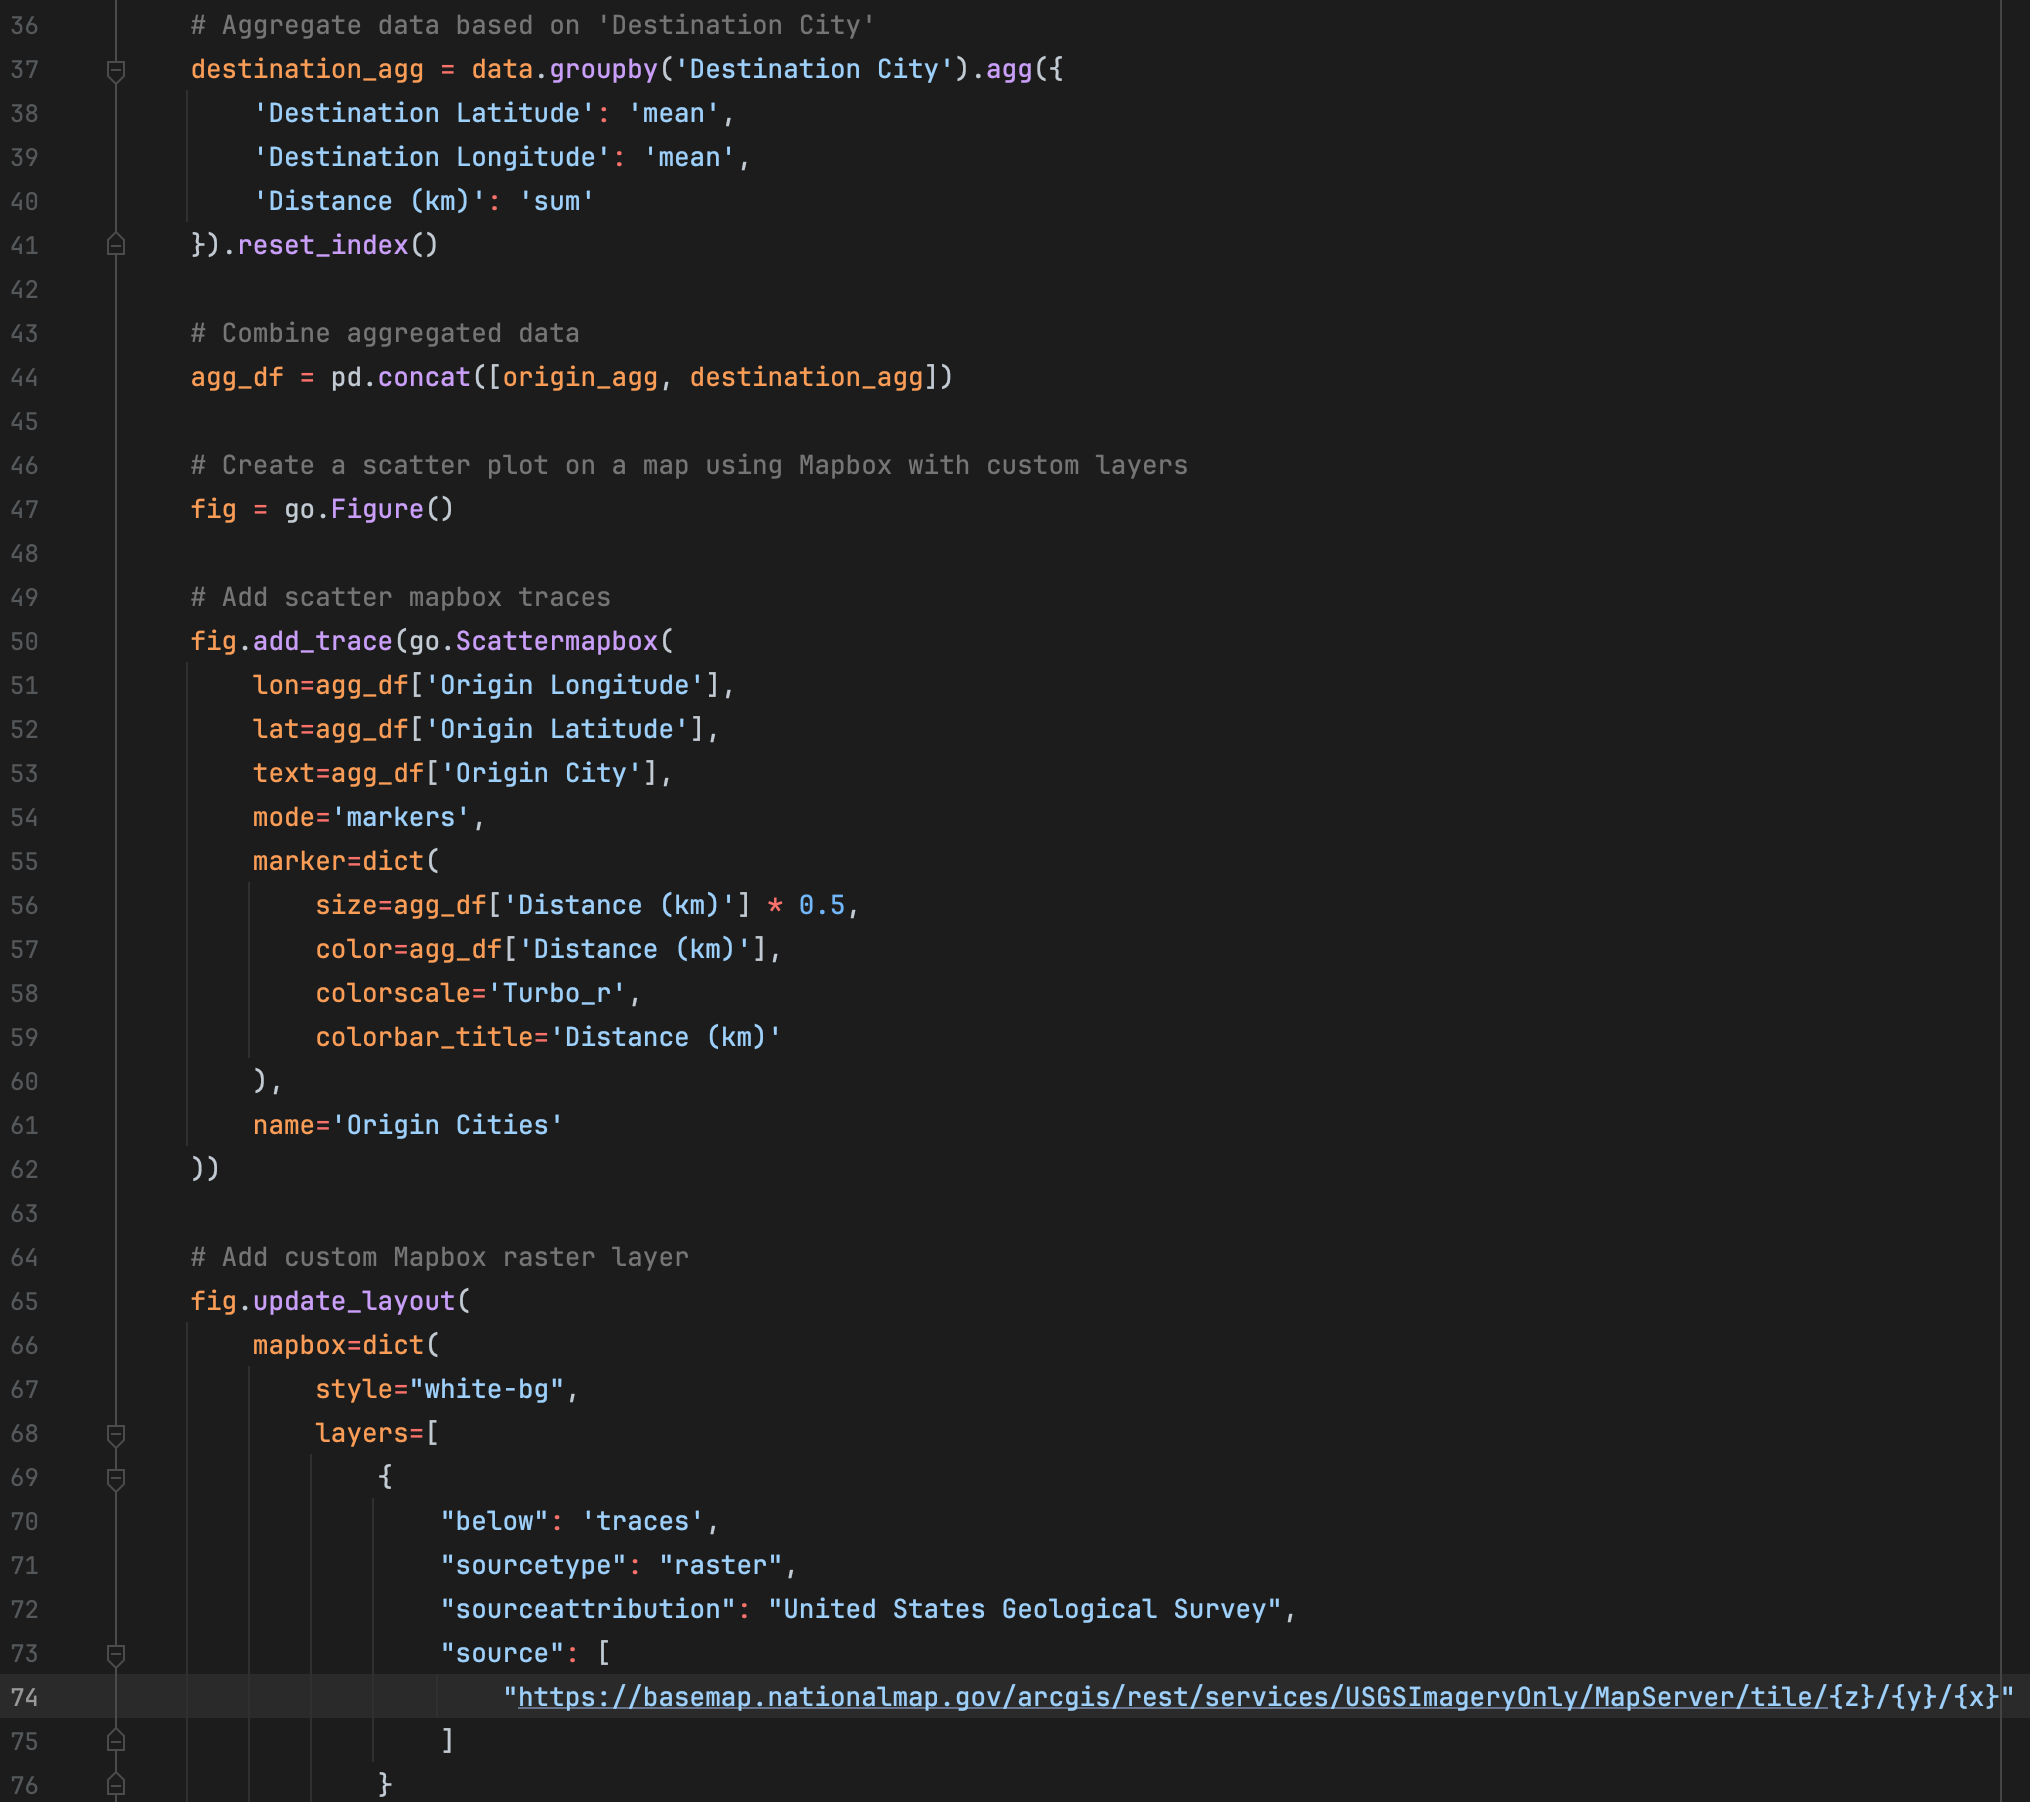 36 # Aggregate data based on 'Destination City'
37 destination_agg = data.groupby('Destination City').agg({
38     'Destination Latitude': 'mean',
39     'Destination Longitude': 'mean',
40     'Distance (km)': 'sum'
41 }).reset_index()
42
43 # Combine aggregated data
44 agg_df = pd.concat([origin_agg, destination_agg])
45
46 # Create a scatter plot on a map using Mapbox with custom layers
47 fig = go.Figure()
48
49 # Add scatter mapbox traces
50 fig.add_trace(go.Scattermapbox(
51     lon=agg_df['Origin Longitude'],
52     lat=agg_df['Origin Latitude'],
53     text=agg_df['Origin City'],
54     mode='markers',
55     marker=dict(
56         size=agg_df['Distance (km)'] * 0.5,
57         color=agg_df['Distance (km)'],
58         colorscale='Turbo_r',
59         colorbar_title='Distance (km)'
60     ),
61     name='Origin Cities'
62 ))
63
64 # Add custom Mapbox raster layer
65 fig.update_layout(
66     mapbox=dict(
67         style="white-bg",
68         layers=[
69             {
70                 "below": 'traces',
71                 "sourcetype": "raster",
72                 "sourceattribution": "United States Geological Survey",
73                 "source": [
74                     "https://basemap.nationalmap.gov/arcgis/rest/services/USGSImageryOnly/MapServer/tile/{z}/{y}/{x}"
75                 ]
76             }